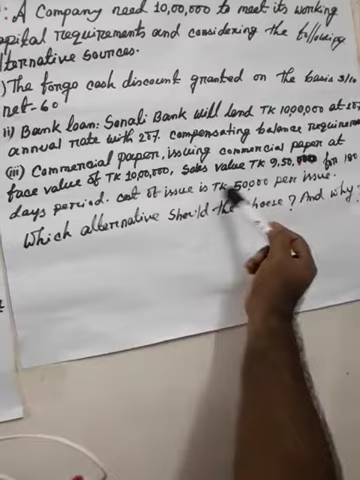 : A Company need 10,00,000 to meet its working
apital requirements and considering the following
lternative sources.
) The forgo cash discount granted on the basis 3/10
net-60
ii) Bank loan: Sonali Bank will lend TK 1000,000 at
annual rate with 25% compensating balance requirement
(iii) Commercial paper, issuing commercial paper at
face value of TK 10,00,000, Sales value TK 9,50, for 180
days period. cost of issue is TK 50,000 per issue.
Which alternative should the choose? And why?